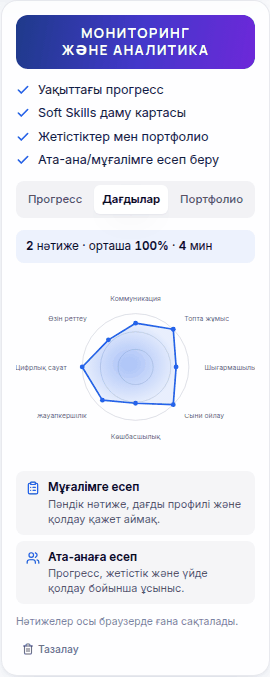 МОНИТОРИНГ
ЖӘНЕ АНАЛИТИКА
Уақыттағы прогресс
Soft Skills даму картасы
Жетістіктер мен портфолио
Ата-ана/мұғалімге есеп беру
Прогресс Дағдылар Портфолио
2 нәтиже · орташа 100% · 4 мин
Коммуникация
Өзін реттеу Топта жұмыс
Цифрлық сауат Шығармашылық
Жауапкершілік Сыни ойлау
Көшбасшылық
Мұғалімге есеп
Пәндік нәтиже, дағды профилі және
қолдау қажет аймақ.
Ата-анаға есеп
Прогресс, жетістік және үйде
қолдау бойынша ұсыныс.
Нәтижелер осы браузерде ғана сақталады.
Тазалау